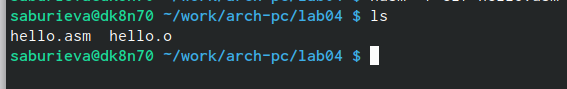 saburieva@dk8n70 ~/work/arch-pc/lab04 $ ls
hello.asm  hello.o
saburieva@dk8n70 ~/work/arch-pc/lab04 $